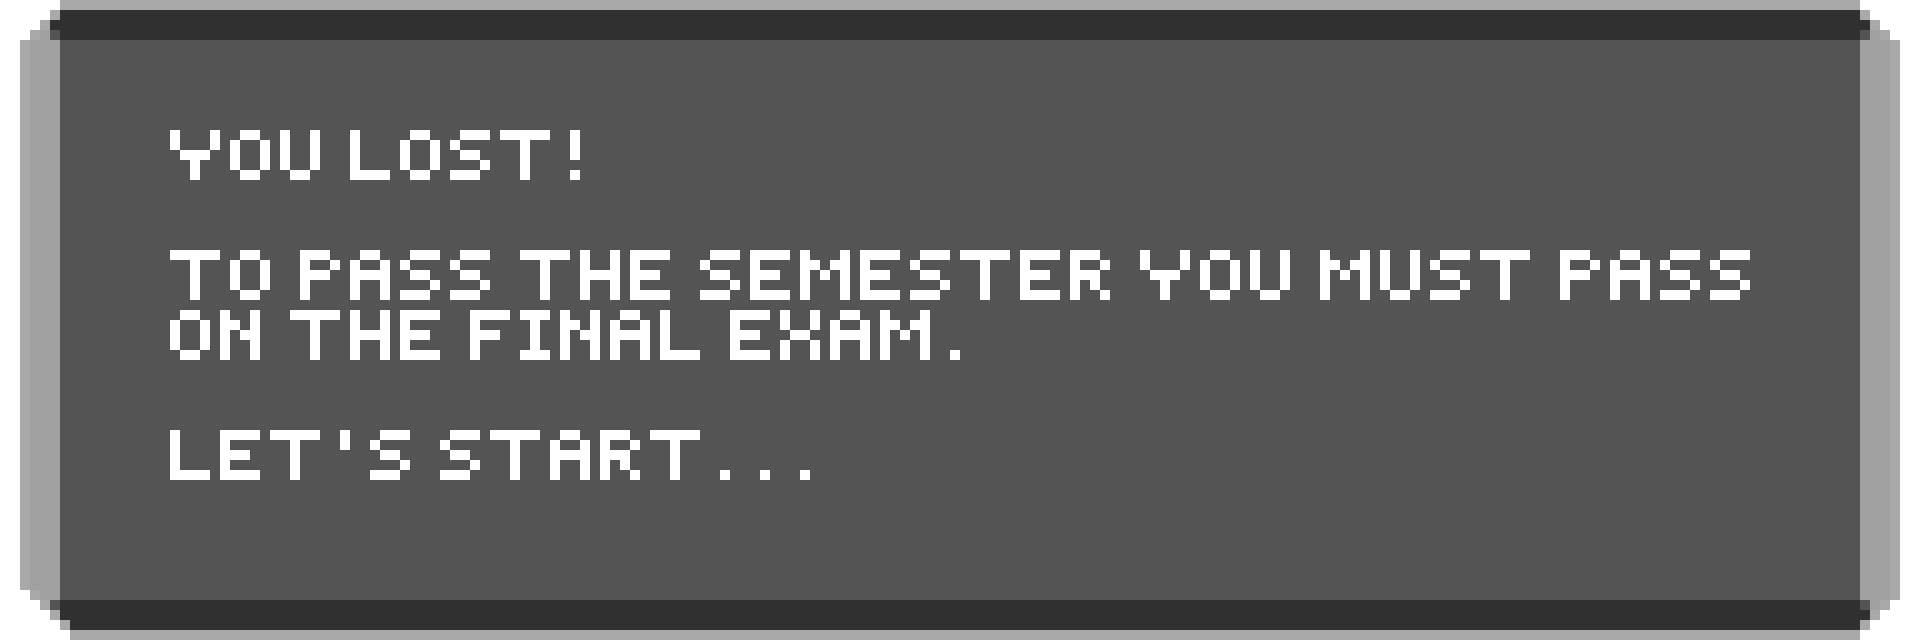 YOU LOST!
TO PASS THE SEMESTER YOU MUST PASS
ON THE FINAL EXAM.
LET'S START...